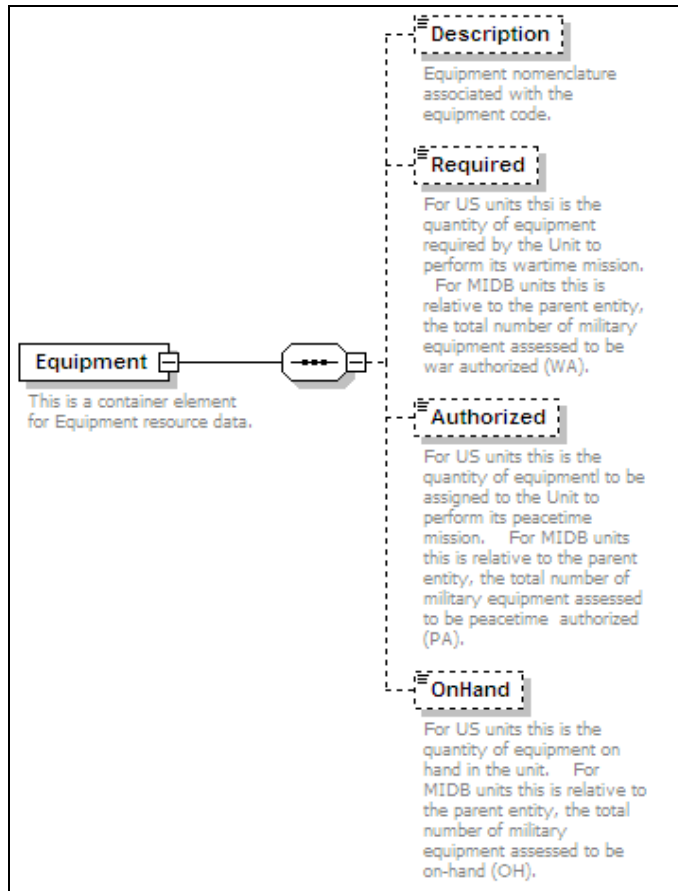 Description
Equipment nomenclature
associated with the
equipment code.
Required
For US units thsi is the
quantity of equipment
required by the Unit to
perform its wartime mission.
For MIDB units this is
relative to the parent entity,
the total number of military
equipment assessed to be
war authorized (WA).
Equipment
This is a container element
for Equipment resource data.
Authorized
For US units this is the
quantity of equipmentl to be
assigned to the Unit to
perform its peacetime
mission. For MIDB units
this is relative to the parent
entity, the total number of
military equipment assessed
to be peacetime authorized
(PA).
OnHand
For US units this is the
quantity of equipment on
hand in the unit. For
MIDB units this is relative to
the parent entity, the total
number of military
equipment assessed to be
on-hand (OH).